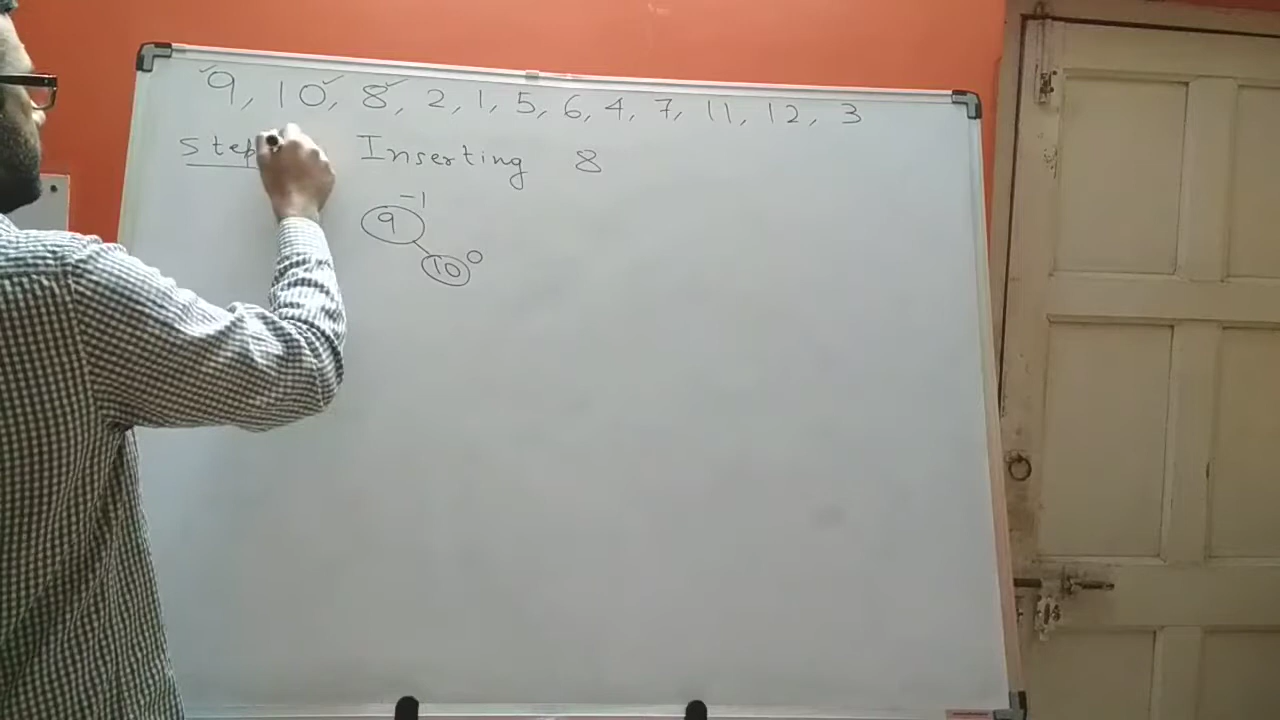 9, 10, 8, 2, 1, 5, 6, 4, 7, 11, 12, 3
Step Inserting 8
-1
9
10 0